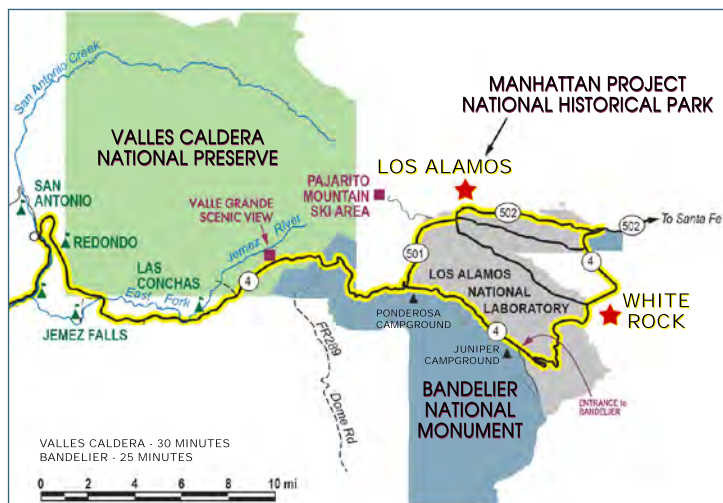 San Antonio Creek
MANHATTAN PROJECT
NATIONAL HISTORICAL PARK
VALLES CALDERA
NATIONAL PRESERVE
LOS ALAMOS
SAN
ANTONIO
PAJARITO
MOUNTAIN
SKI AREA
VALLE GRANDE
SCENIC VIEW
502
502
To Santa Fe
REDONDO
Jemez River
501
4
LAS
CONCHAS
LOS ALAMOS
NATIONAL
LABORATORY
4
East Fork
WHITE
ROCK
PONDEROSA
CAMPGROUND
4
JEMEZ FALLS
FR289
JUNIPER
CAMPGROUND
Dome Rd
BANDELIER
NATIONAL
MONUMENT
ENTRANCE to
BANDELIER
VALLES CALDERA - 30 MINUTES
BANDELIER - 25 MINUTES
0 2 4 6 8 10 mi